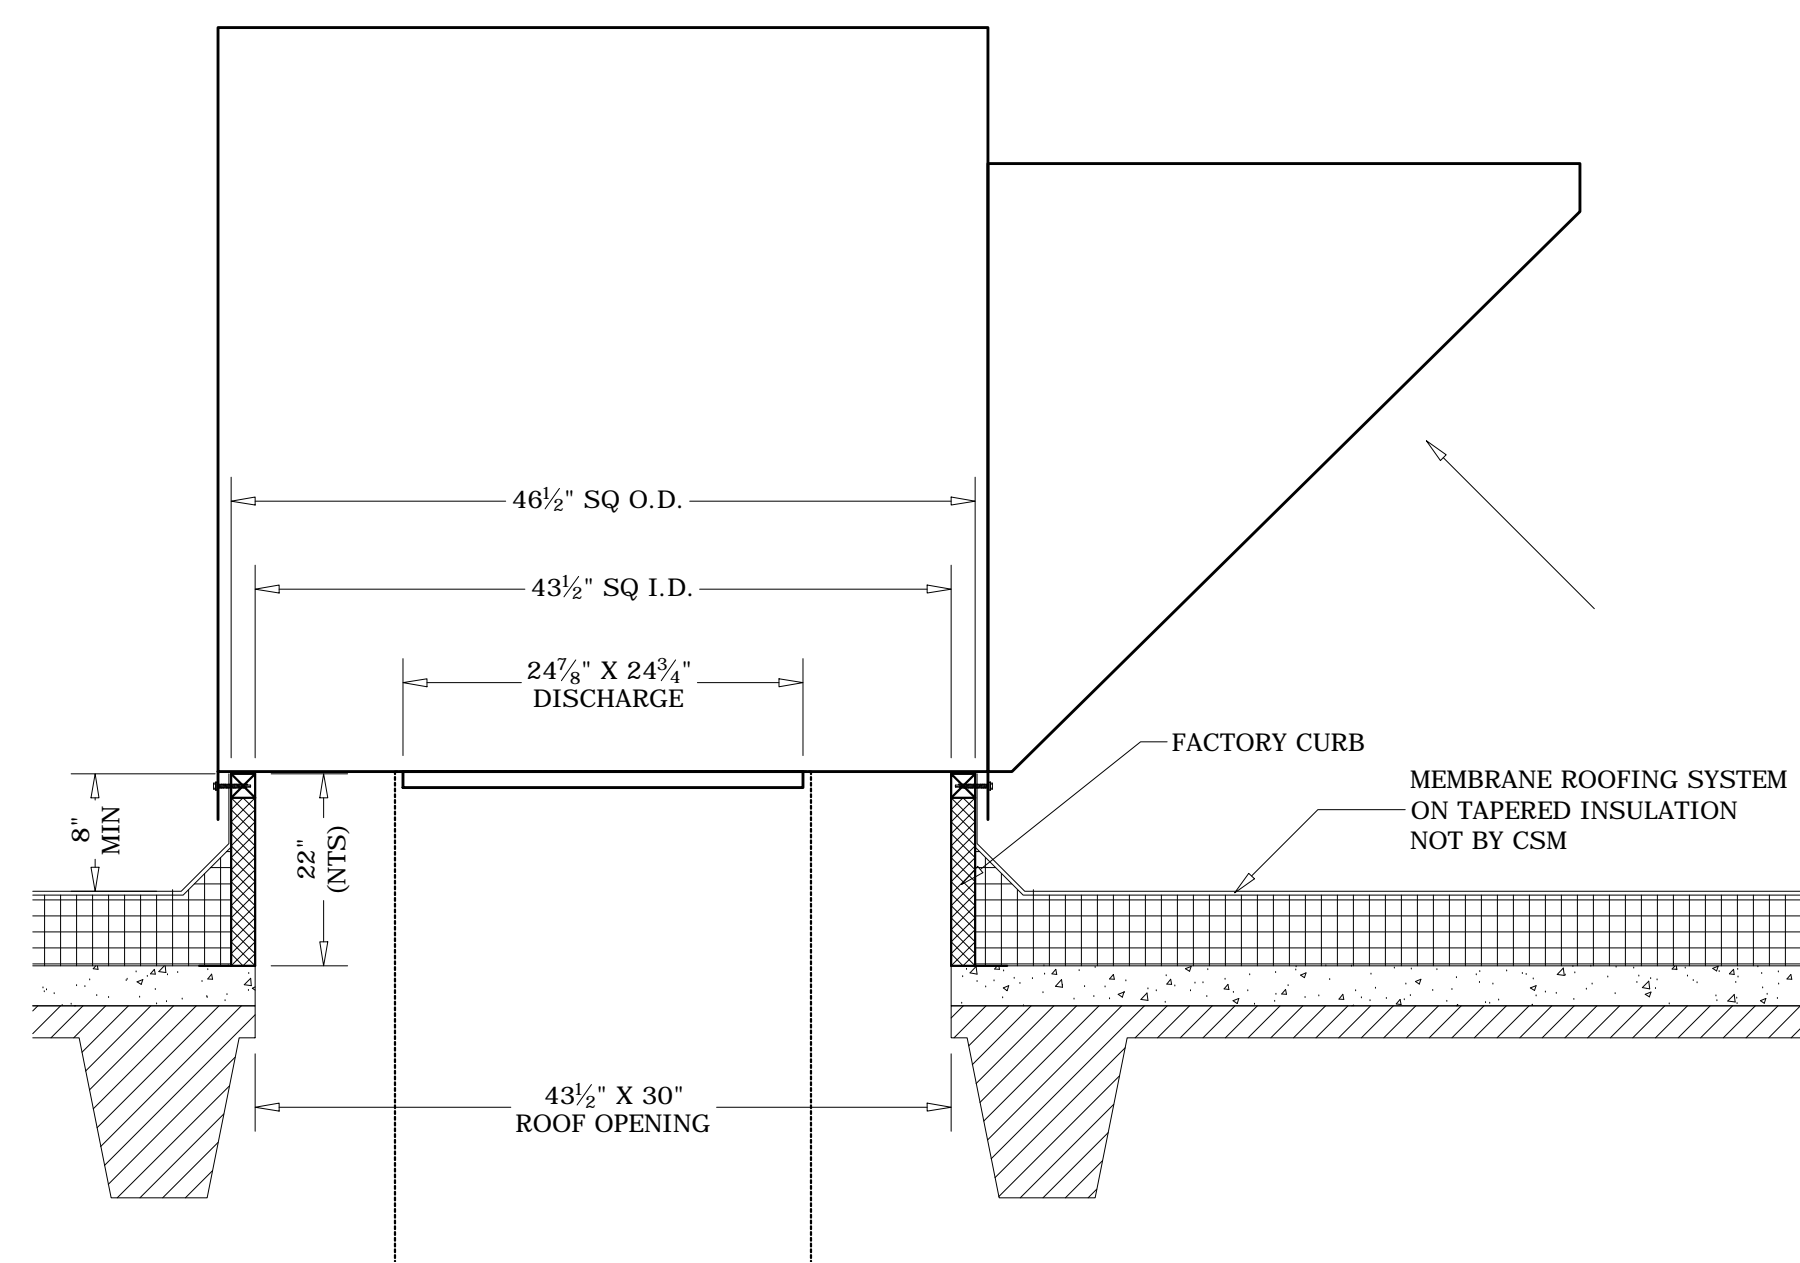 46½" SQ O.D.
43½" SQ I.D.
24⅞" X 24¾"
DISCHARGE
FACTORY CURB
MEMBRANE ROOFING SYSTEM
ON TAPERED INSULATION
NOT BY CSM
8"
MIN
22"
(NTS)
43½" X 30"
ROOF OPENING